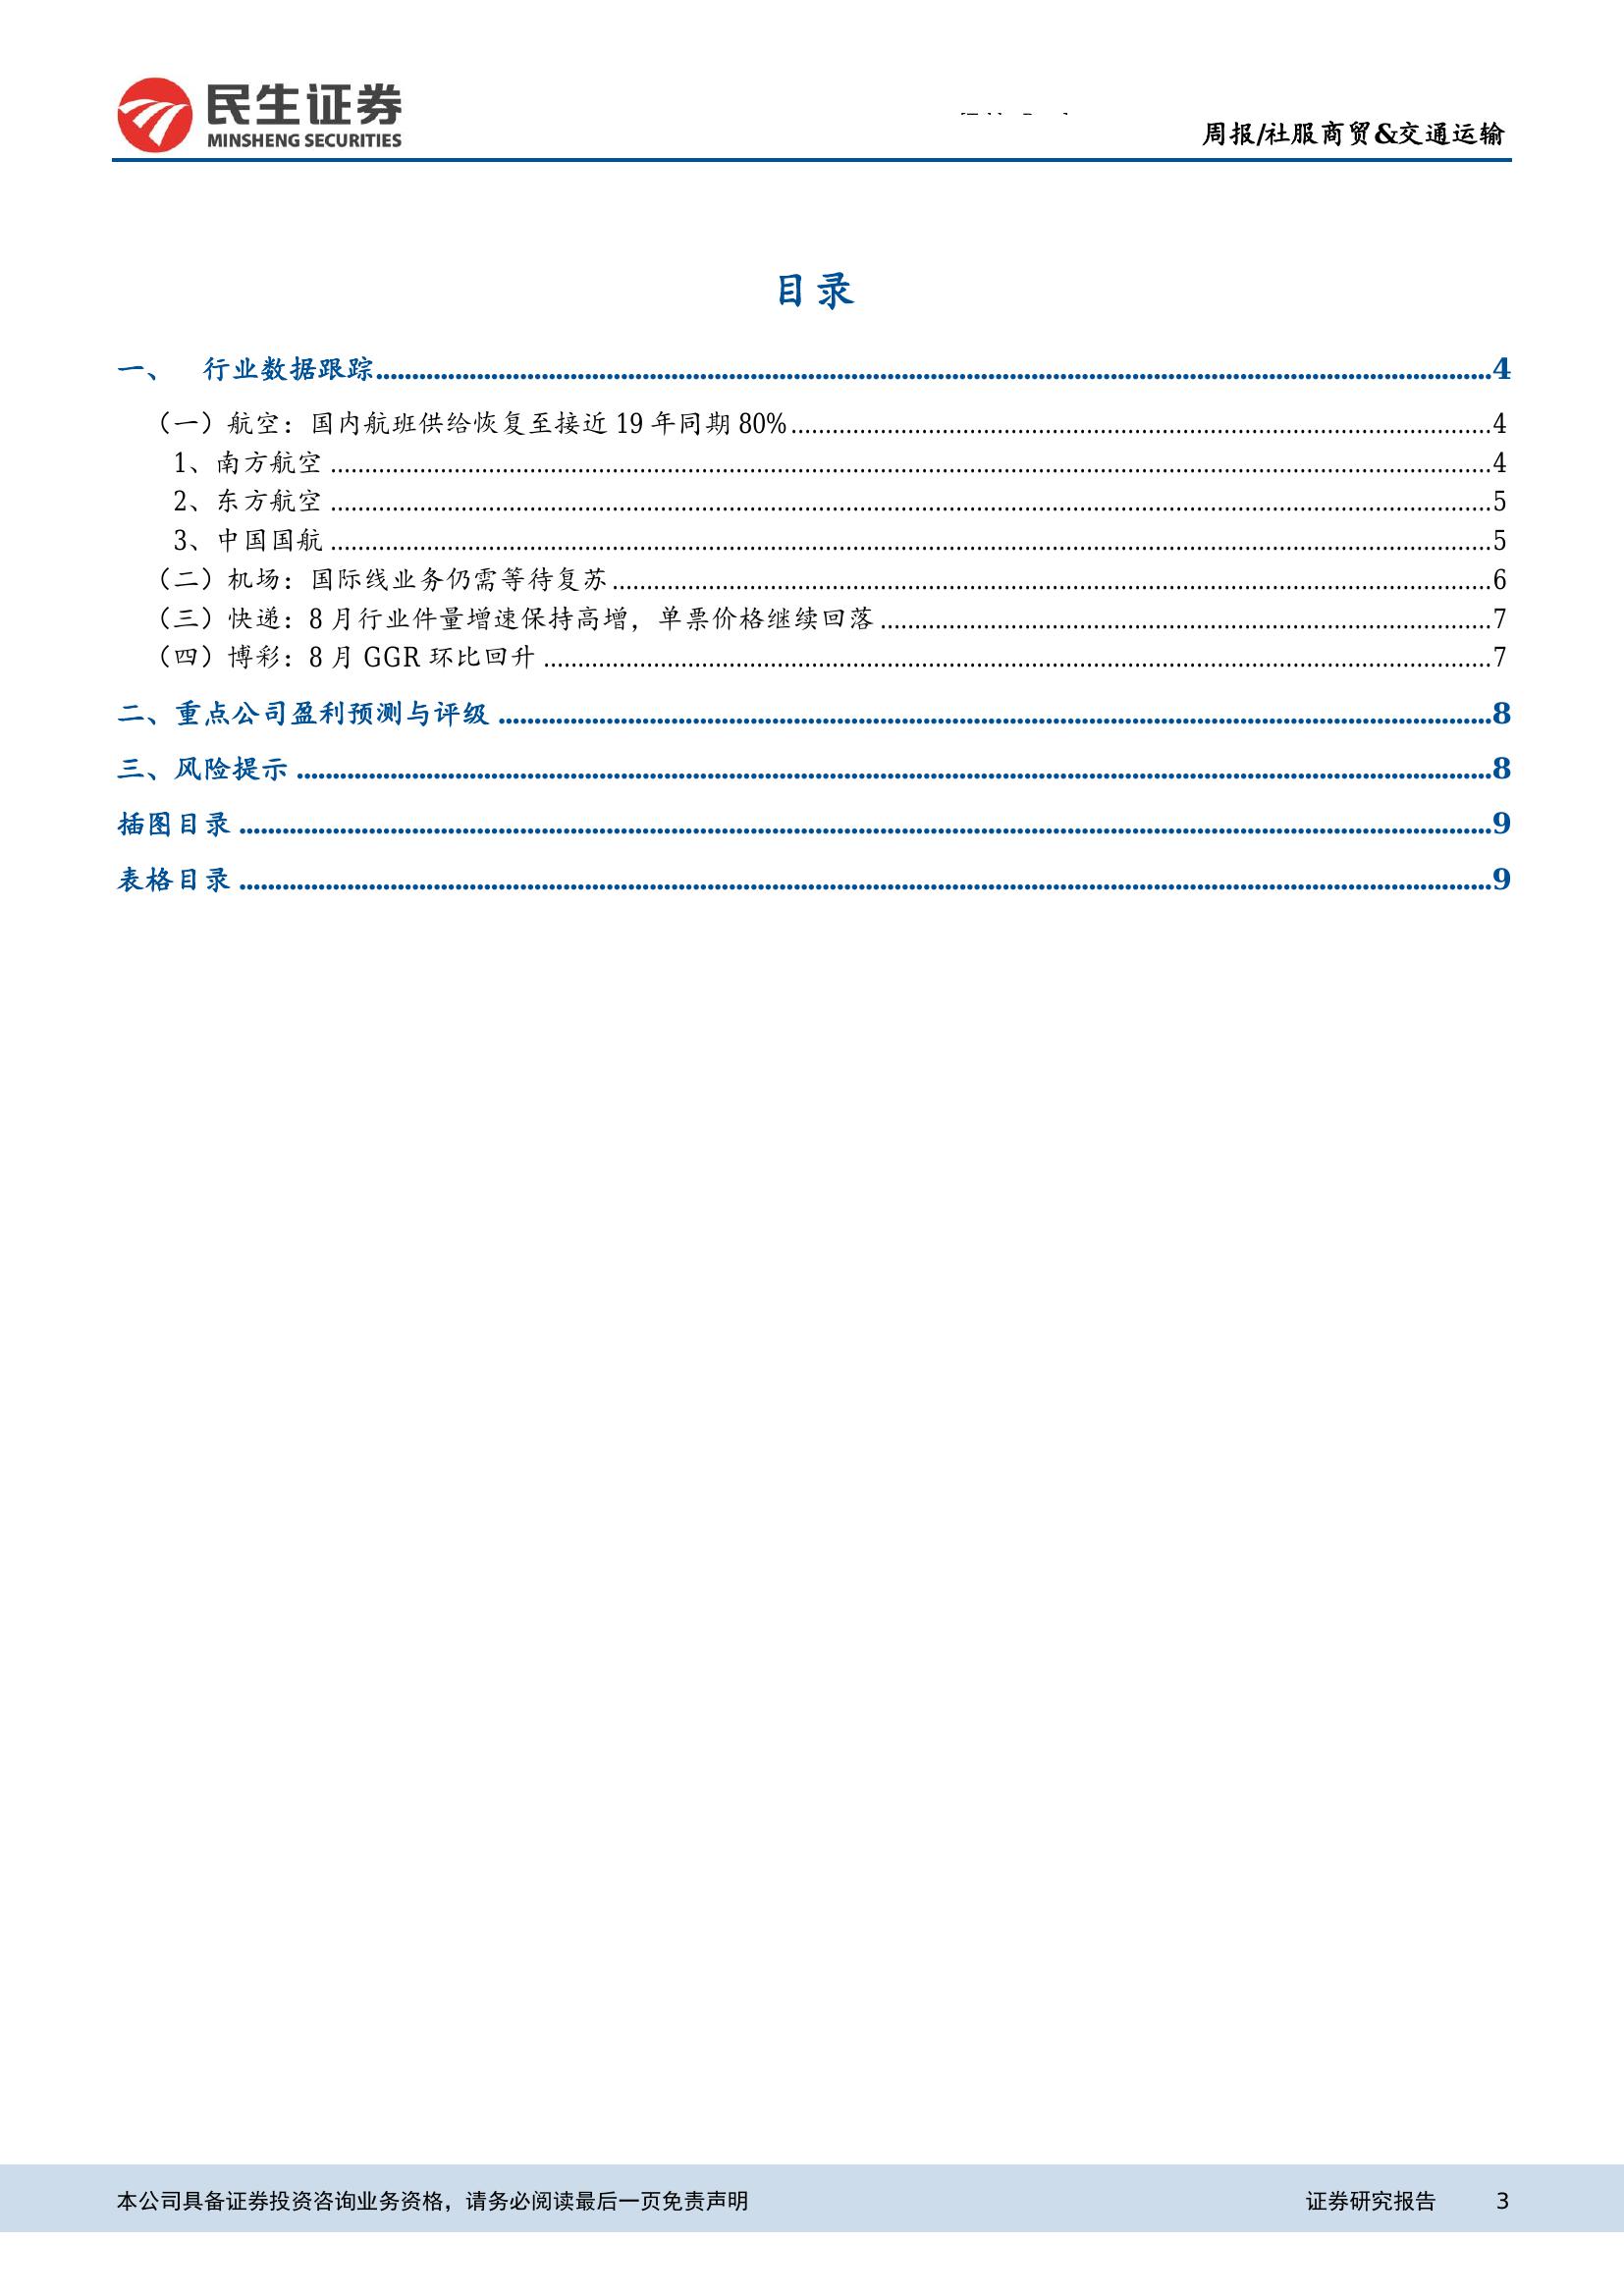 民生证券
MINSHENG SECURITIES
周报/社服商贸&交通运输
目录
一、 行业数据跟踪........................4
（一）航空：国内航班供给恢复至接近 19 年同期 80%........................4
1、南方航空........................4
2、东方航空........................5
3、中国国航........................5
（二）机场：国际线业务仍需等待复苏........................6
（三）快递：8 月行业件量增速保持高增，单票价格继续回落........................7
（四）博彩：8 月 GGR 环比回升........................7
二、重点公司盈利预测与评级........................8
三、风险提示........................8
插图目录........................9
表格目录........................9
本公司具备证券投资咨询业务资格，请务必阅读最后一页免责声明 证券研究报告 3